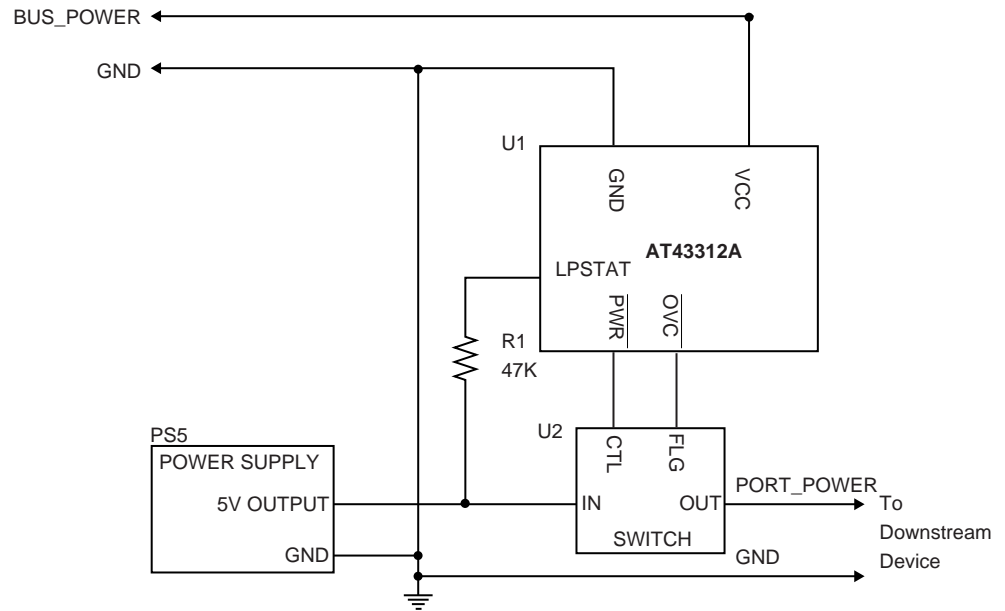 BUS_POWER
GND
U1
GND
VCC
AT43312A
LPSTAT
PWR
OVC
R1
47K
PS5
POWER SUPPLY
5V OUTPUT
GND
U2
CTL
FLG
IN
OUT
SWITCH
PORT_POWER
GND
To
Downstream
Device